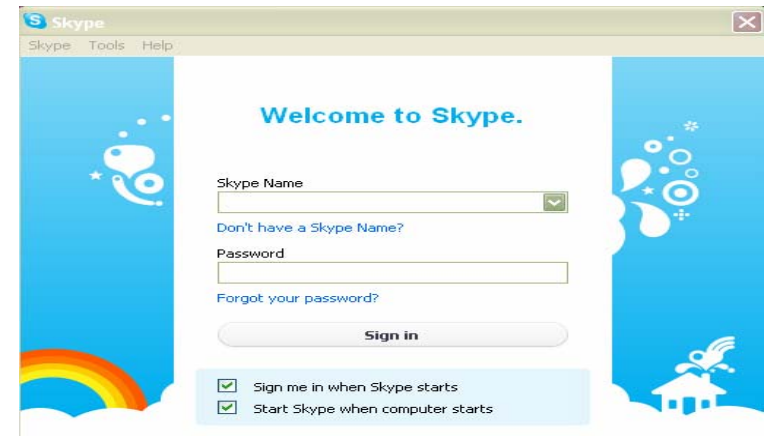 Skype
Skype Tools Help
Welcome to Skype.
Skype Name
Don't have a Skype Name?
Password
Forgot your password?
Sign in
Sign me in when Skype starts
Start Skype when computer starts